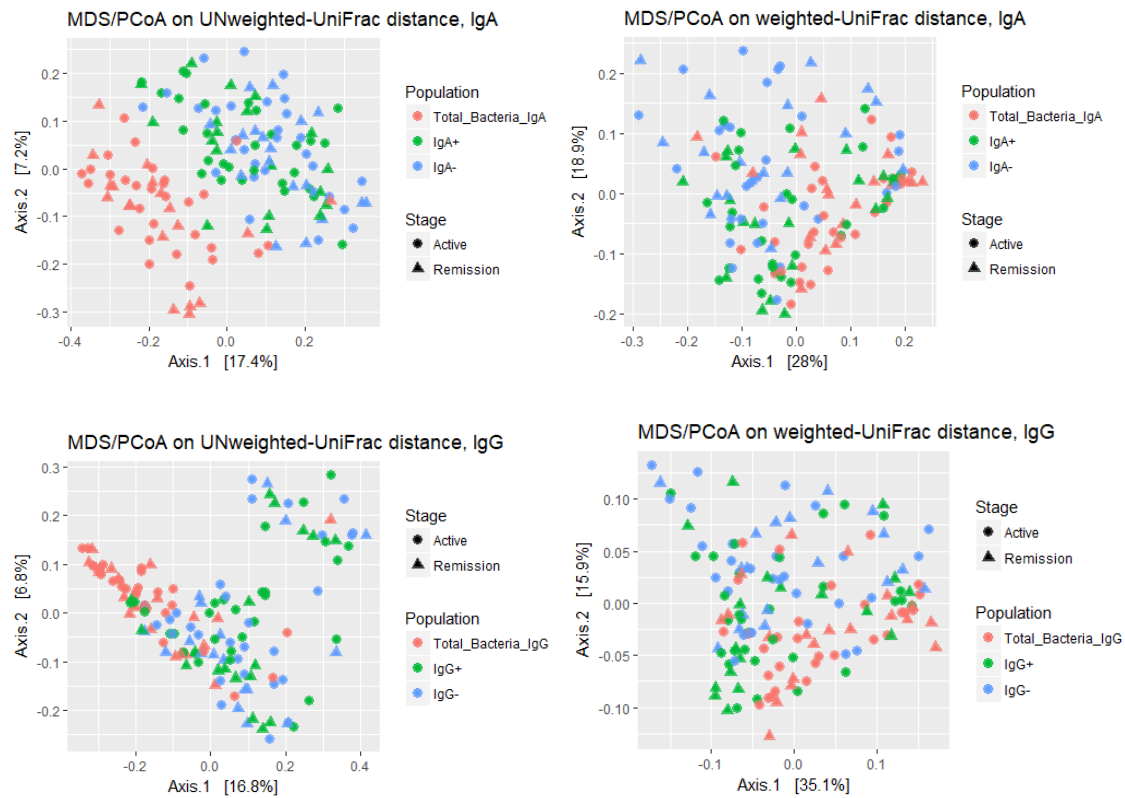 MDS/PCoA on UNweighted-UniFrac distance, IgA
0.2
0.1
0.0
-0.1
-0.2
-0.3
Axis.2 [7.2%]
-0.4
-0.2
0.0
0.2
Axis.1 [17.4%]
Population
Total_Bacteria_IgA
IgA+
IgA-
Stage
Active
Remission
MDS/PCoA on weighted-UniFrac distance, IgA
0.2
0.1
0.0
-0.1
-0.2
Axis.2 [18.9%]
-0.3
-0.2
-0.1
0.0
0.1
0.2
Axis.1 [28%]
Population
Total_Bacteria_IgA
IgA+
IgA-
Stage
Active
Remission
MDS/PCoA on UNweighted-UniFrac distance, IgG
0.3
0.2
0.1
0.0
-0.1
-0.2
Axis.2 [6.8%]
-0.2
0.0
0.2
0.4
Axis.1 [16.8%]
Stage
Active
Remission
Population
Total_Bacteria_IgG
IgG+
IgG-
MDS/PCoA on weighted-UniFrac distance, IgG
0.10
0.05
0.00
-0.05
-0.10
Axis.2 [15.9%]
-0.1
0.0
0.1
Axis.1 [35.1%]
Stage
Active
Remission
Population
Total_Bacteria_IgG
IgG+
IgG-